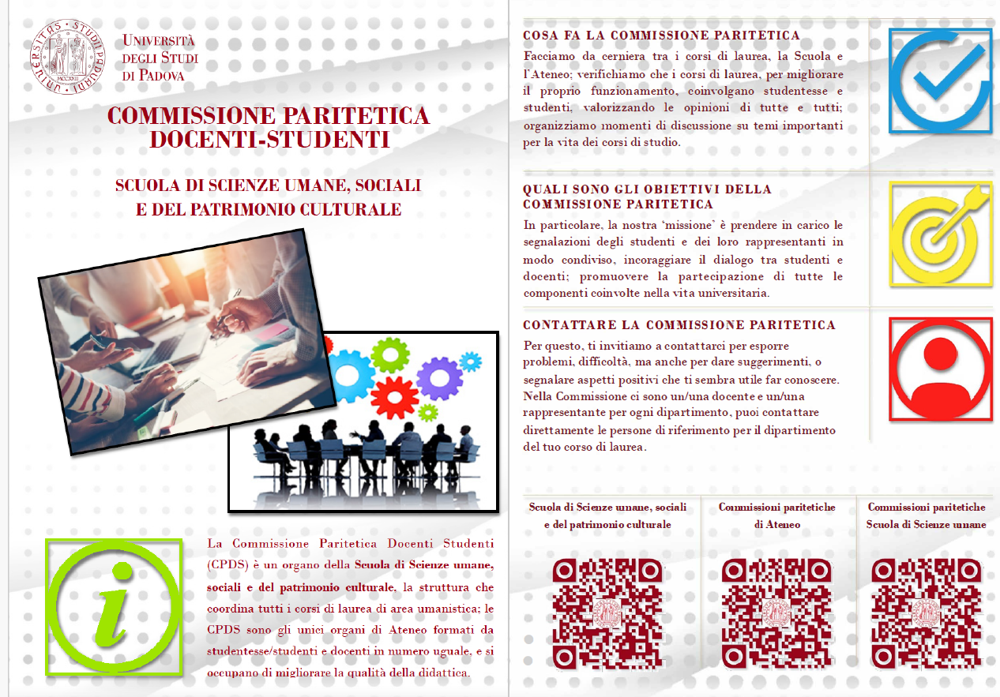 UNIVERSITAS STUDII PADUANI
MCCXXII
UNIVERSITÀ
DEGLI STUDI
DI PADOVA
COMMISSIONE PARITETICA
DOCENTI-STUDENTI
SCUOLA DI SCIENZE UMANE, SOCIALI
E DEL PATRIMONIO CULTURALE
La Commissione Paritetica Docenti Studenti
(CPDS) è un organo della Scuola di Scienze umane,
sociali e del patrimonio culturale, la struttura che
coordina tutti i corsi di laurea di area umanistica; le
CPDS sono gli unici organi di Ateneo formati da
studentesse/studenti e docenti in numero uguale, e si
occupano di migliorare la qualità della didattica.
COSA FA LA COMMISSIONE PARITETICA
Facciamo da cerniera tra i corsi di laurea, la Scuola e
l'Ateneo; verifichiamo che i corsi di laurea, per migliorare
il proprio funzionamento, coinvolgano studentesse e
studenti, valorizzando le opinioni di tutte e tutti;
organizziamo momenti di discussione su temi importanti
per la vita dei corsi di studio.
QUALI SONO GLI OBIETTIVI DELLA
COMMISSIONE PARITETICA
In particolare, la nostra 'missione' è prendere in carico le
segnalazioni degli studenti e dei loro rappresentanti in
modo condiviso, incoraggiare il dialogo tra studenti e
docenti; promuovere la partecipazione di tutte le
componenti coinvolte nella vita universitaria.
CONTATTARE LA COMMISSIONE PARITETICA
Per questo, ti invitiamo a contattarci per esporre
problemi, difficoltà, ma anche per dare suggerimenti, o
segnalare aspetti positivi che ti sembra utile far conoscere.
Nella Commissione ci sono un/una docente e un/una
rappresentante per ogni dipartimento, puoi contattare
direttamente le persone di riferimento per il dipartimento
del tuo corso di laurea.
Scuola di Scienze umane, sociali
e del patrimonio culturale
Commissioni paritetiche
di Ateneo
Commissioni paritetiche
Scuola di Scienze umane